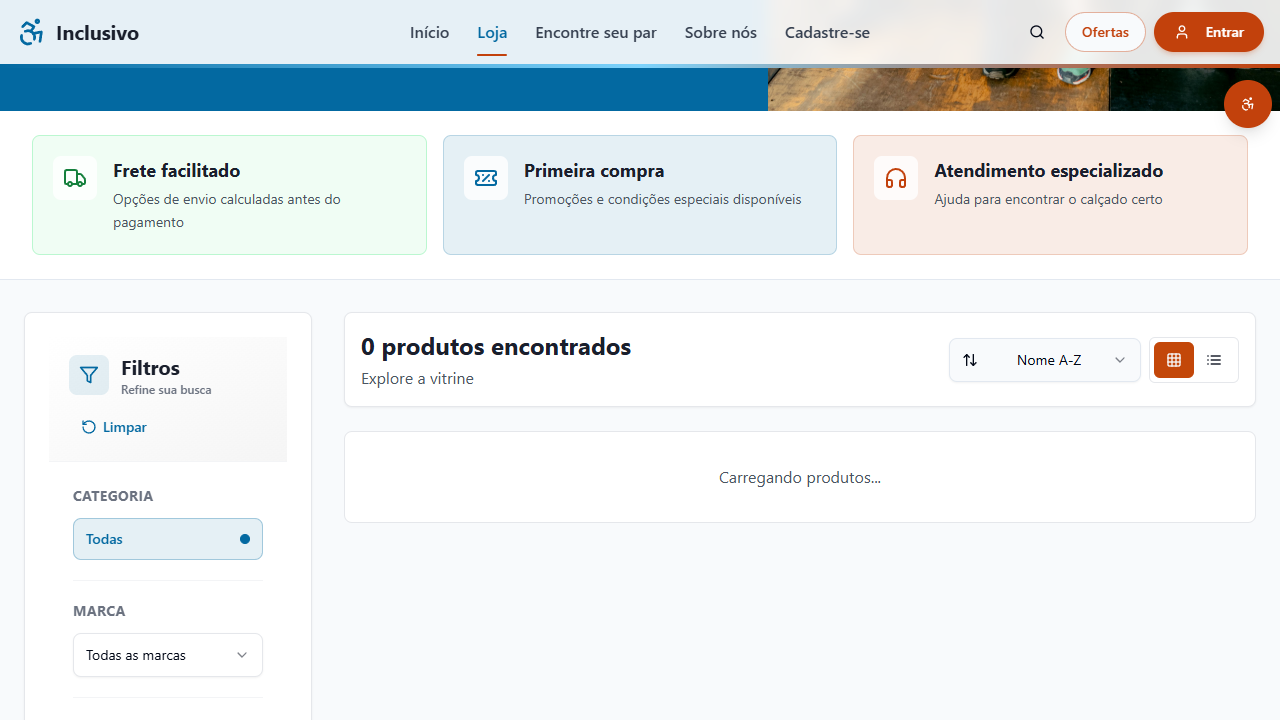 Inclusivo
Início
Loja
Encontre seu par
Sobre nós
Cadastre-se
Ofertas
Entrar
Frete facilitado
Opções de envio calculadas antes do
pagamento
Primeira compra
Promoções e condições especiais disponíveis
Atendimento especializado
Ajuda para encontrar o calçado certo
Filtros
Refine sua busca
Limpar
CATEGORIA
Todas
MARCA
Todas as marcas
0 produtos encontrados
Explore a vitrine
Nome A-Z
Carregando produtos...